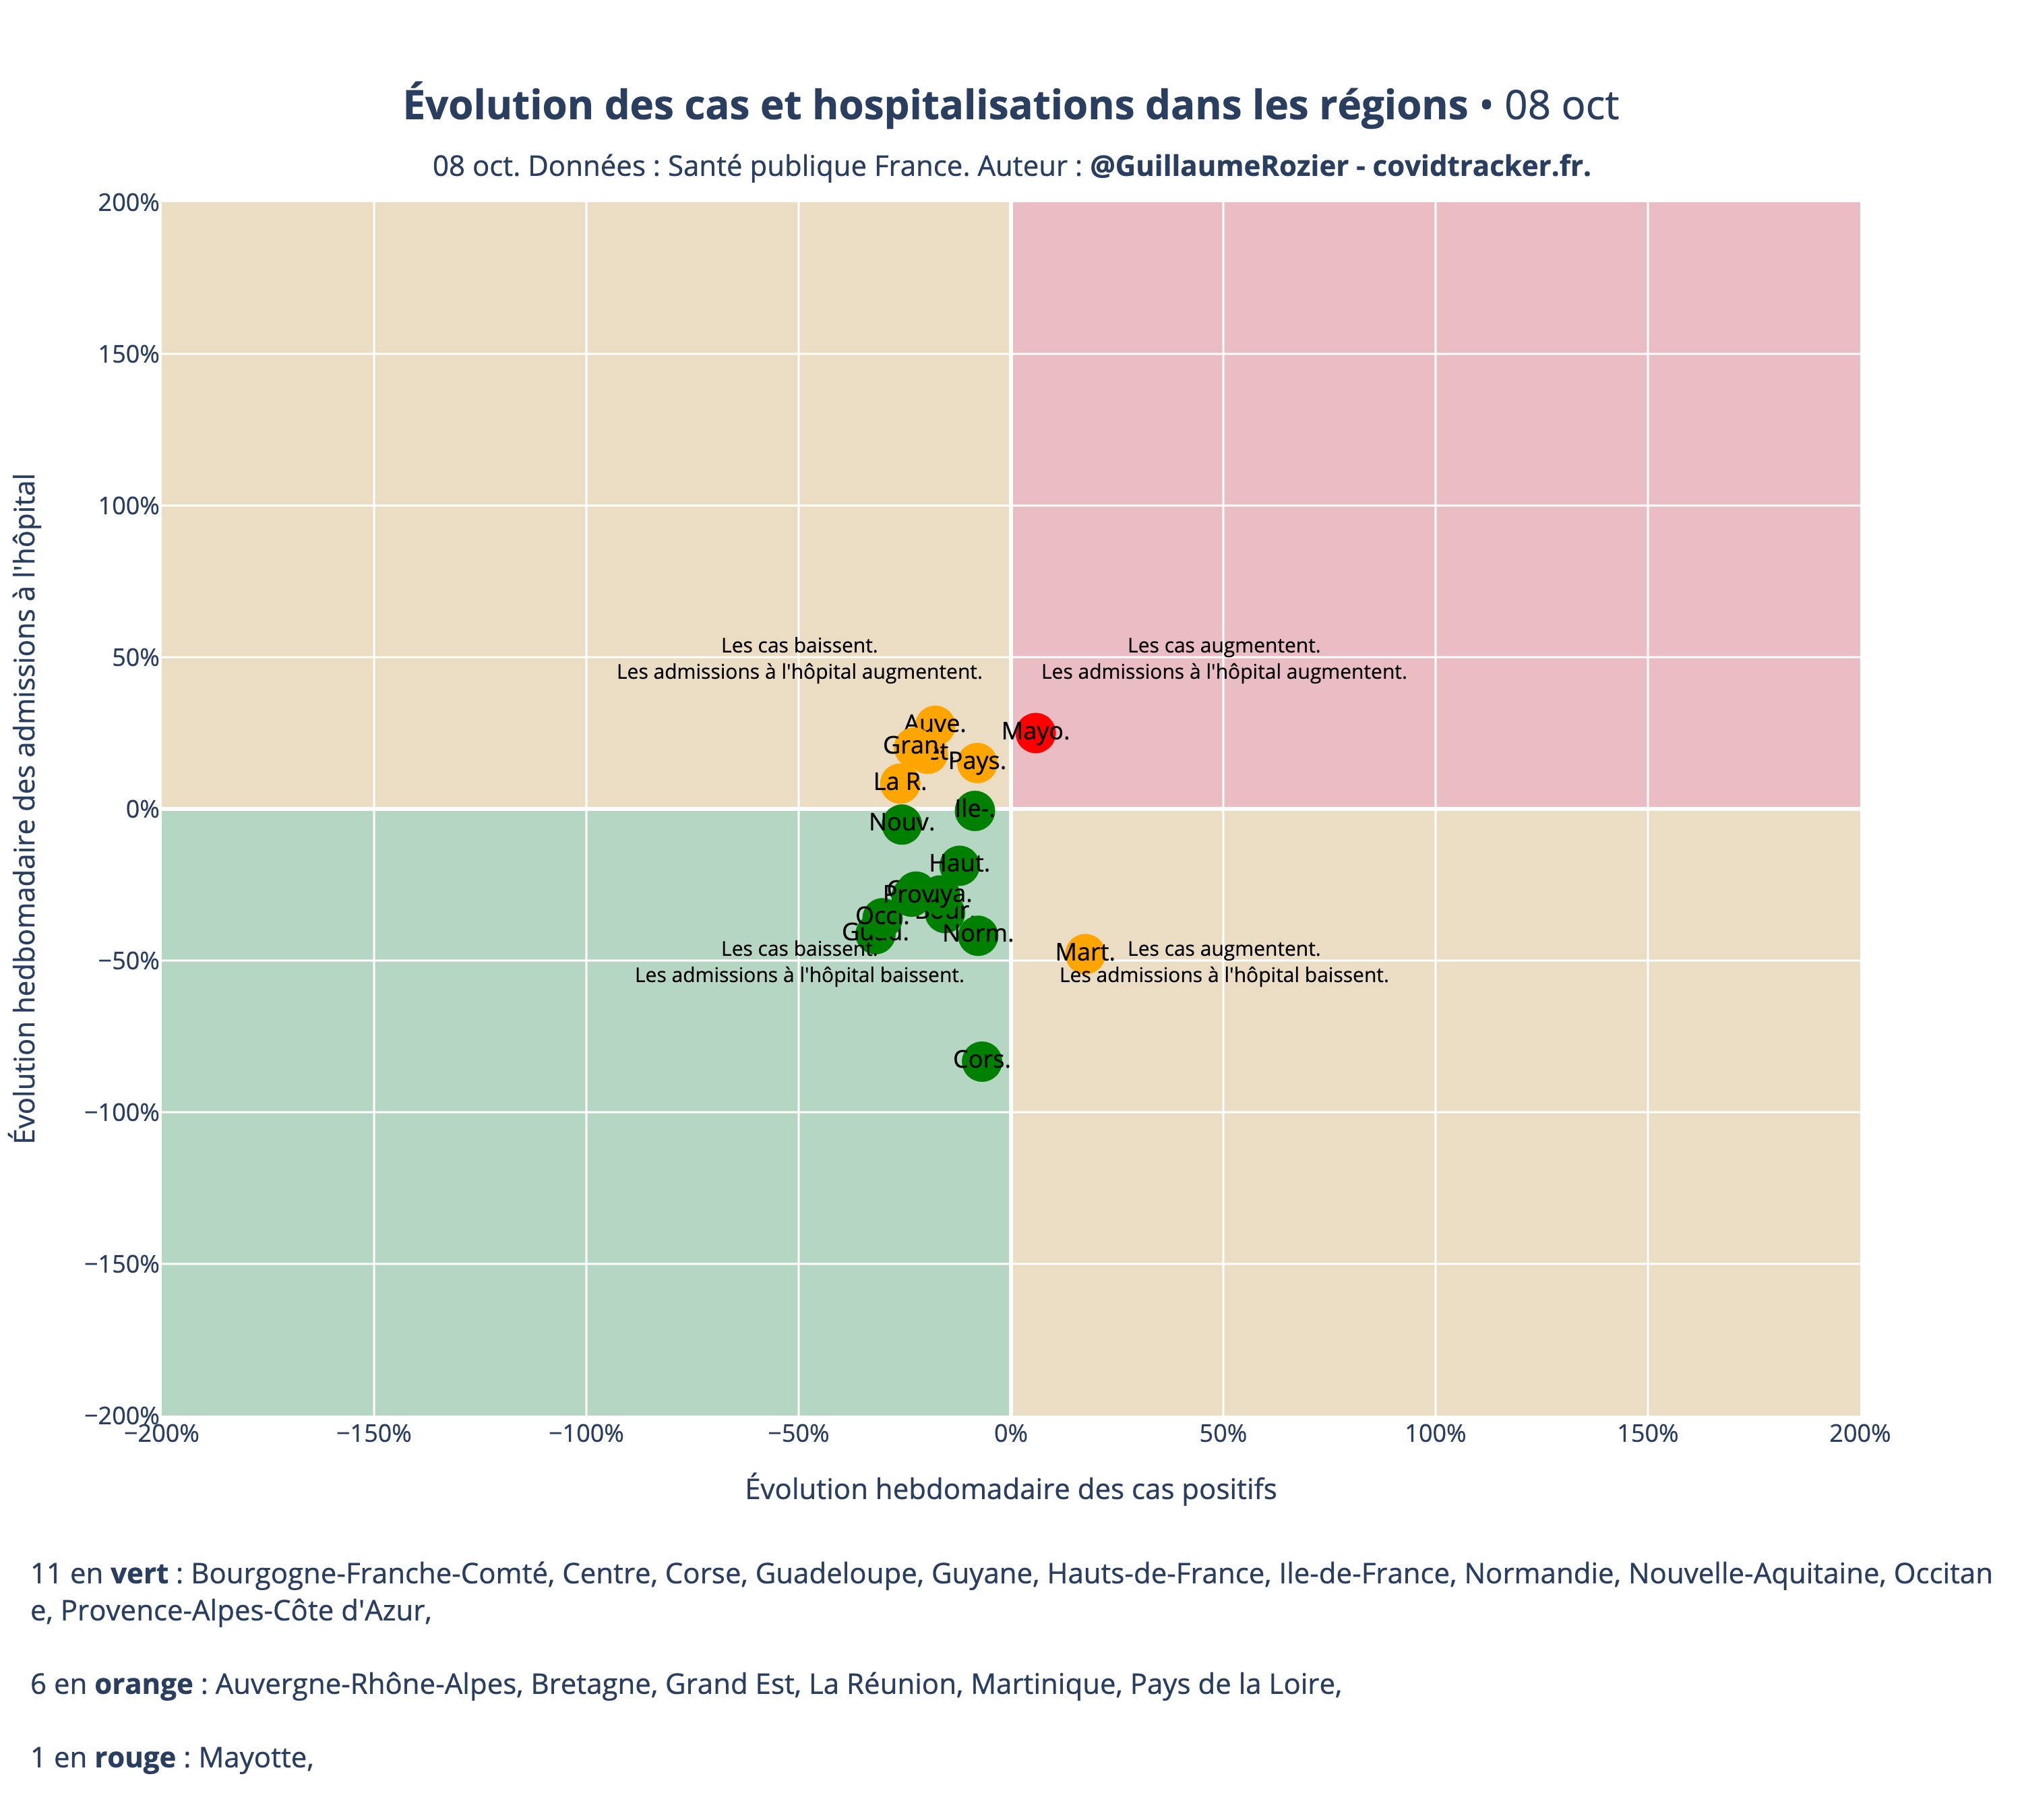 Évolution des cas et hospitalisations dans les régions • 08 oct
08 oct. Données : Santé publique France. Auteur : @GuillaumeRozier - covidtracker.fr.
Évolution hedbomadaire des admissions à l'hôpital
200%
150%
100%
50%
0%
−50%
−100%
−150%
−200%
Les cas baissent.
Les admissions à l'hôpital augmentent.
Les cas augmentent.
Les admissions à l'hôpital augmentent.
Auve.
Mayo.
Gran.
Pays.
La R.
Ile-.
Nouv.
Haut.
Prov.
Occi.
Norm.
Mart.
Les cas baissent.
Les admissions à l'hôpital baissent.
Les cas augmentent.
Les admissions à l'hôpital baissent.
Cors.
−200%
−150%
−100%
−50%
0%
50%
100%
150%
200%
Évolution hebdomadaire des cas positifs
11 en vert : Bourgogne-Franche-Comté, Centre, Corse, Guadeloupe, Guyane, Hauts-de-France, Ile-de-France, Normandie, Nouvelle-Aquitaine, Occitan
e, Provence-Alpes-Côte d'Azur,
6 en orange : Auvergne-Rhône-Alpes, Bretagne, Grand Est, La Réunion, Martinique, Pays de la Loire,
1 en rouge : Mayotte,